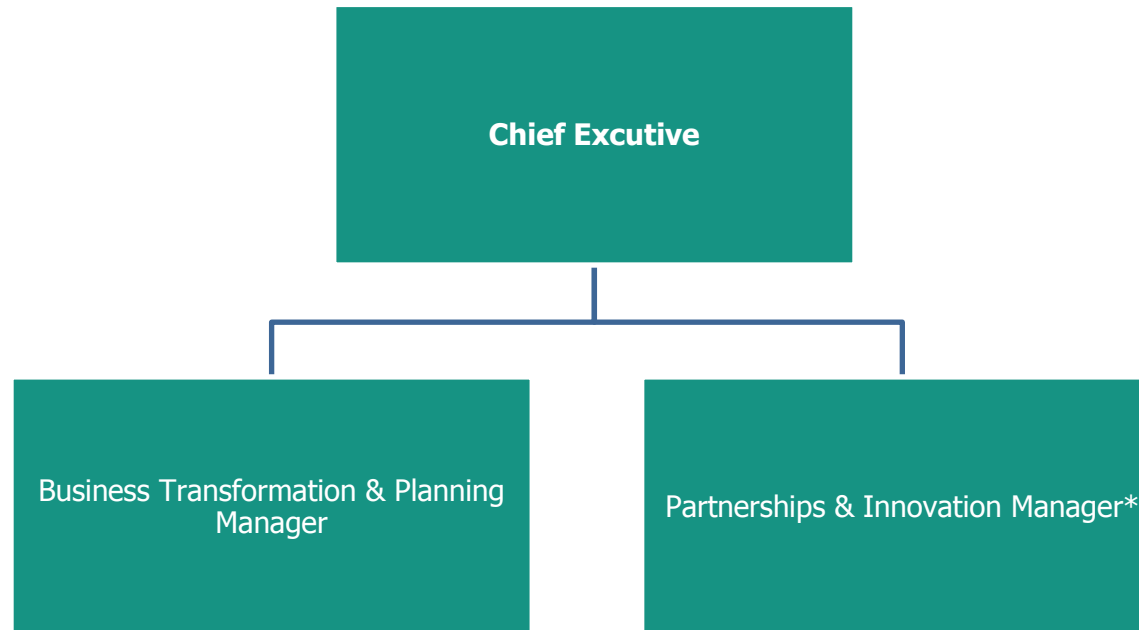 Chief Excutive
Business Transformation & Planning
Manager
Partnerships & Innovation Manager*